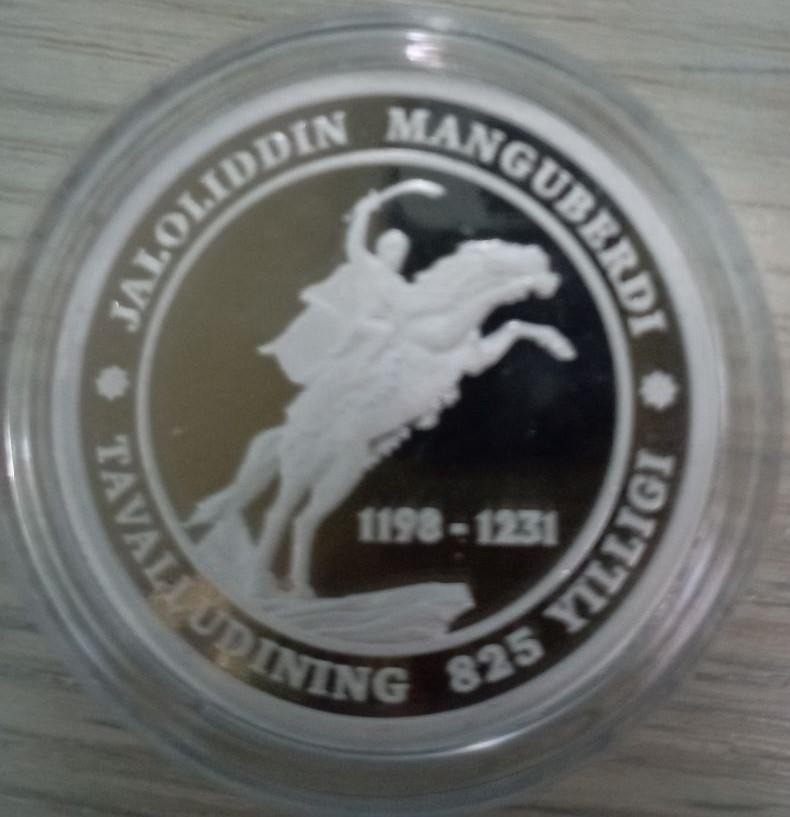 JALOLIDDIN MANGUBERDI
1198 - 1231
TAVALLUDINING 825 YILLIGI